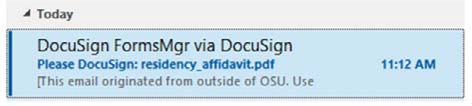 Today
DocuSign FormsMgr via DocuSign
Please DocuSign: residency_affidavit.pdf 11:12 AM
[This email originated from outside of OSU. Use